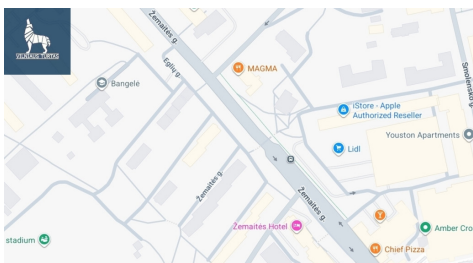 VILNIAUS TURTAS
Žemaitės g.
Eglių g.
MAGMA
Bangelė
Smolensko g.
iStore - Apple
Authorized Reseller
Youston Apartments
Lidl
Žemaitės g.
Žemaitės g.
Žemaitės Hotel
stadium
Amber Cro
Chief Pizza